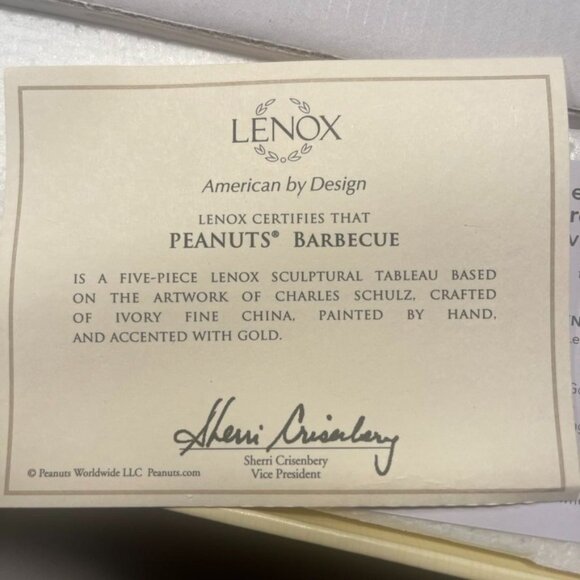 LENOX
American by Design
LENOX CERTIFIES THAT
PEANUTS® BARBECUE
IS A FIVE-PIECE LENOX SCULPTURAL TABLEAU BASED
ON THE ARTWORK OF CHARLES SCHULZ, CRAFTED
OF IVORY FINE CHINA, PAINTED BY HAND,
AND ACCENTED WITH GOLD.
Sherri Crisenbery
Sherri Crisenbery
Vice President
© Peanuts Worldwide LLC Peanuts.com